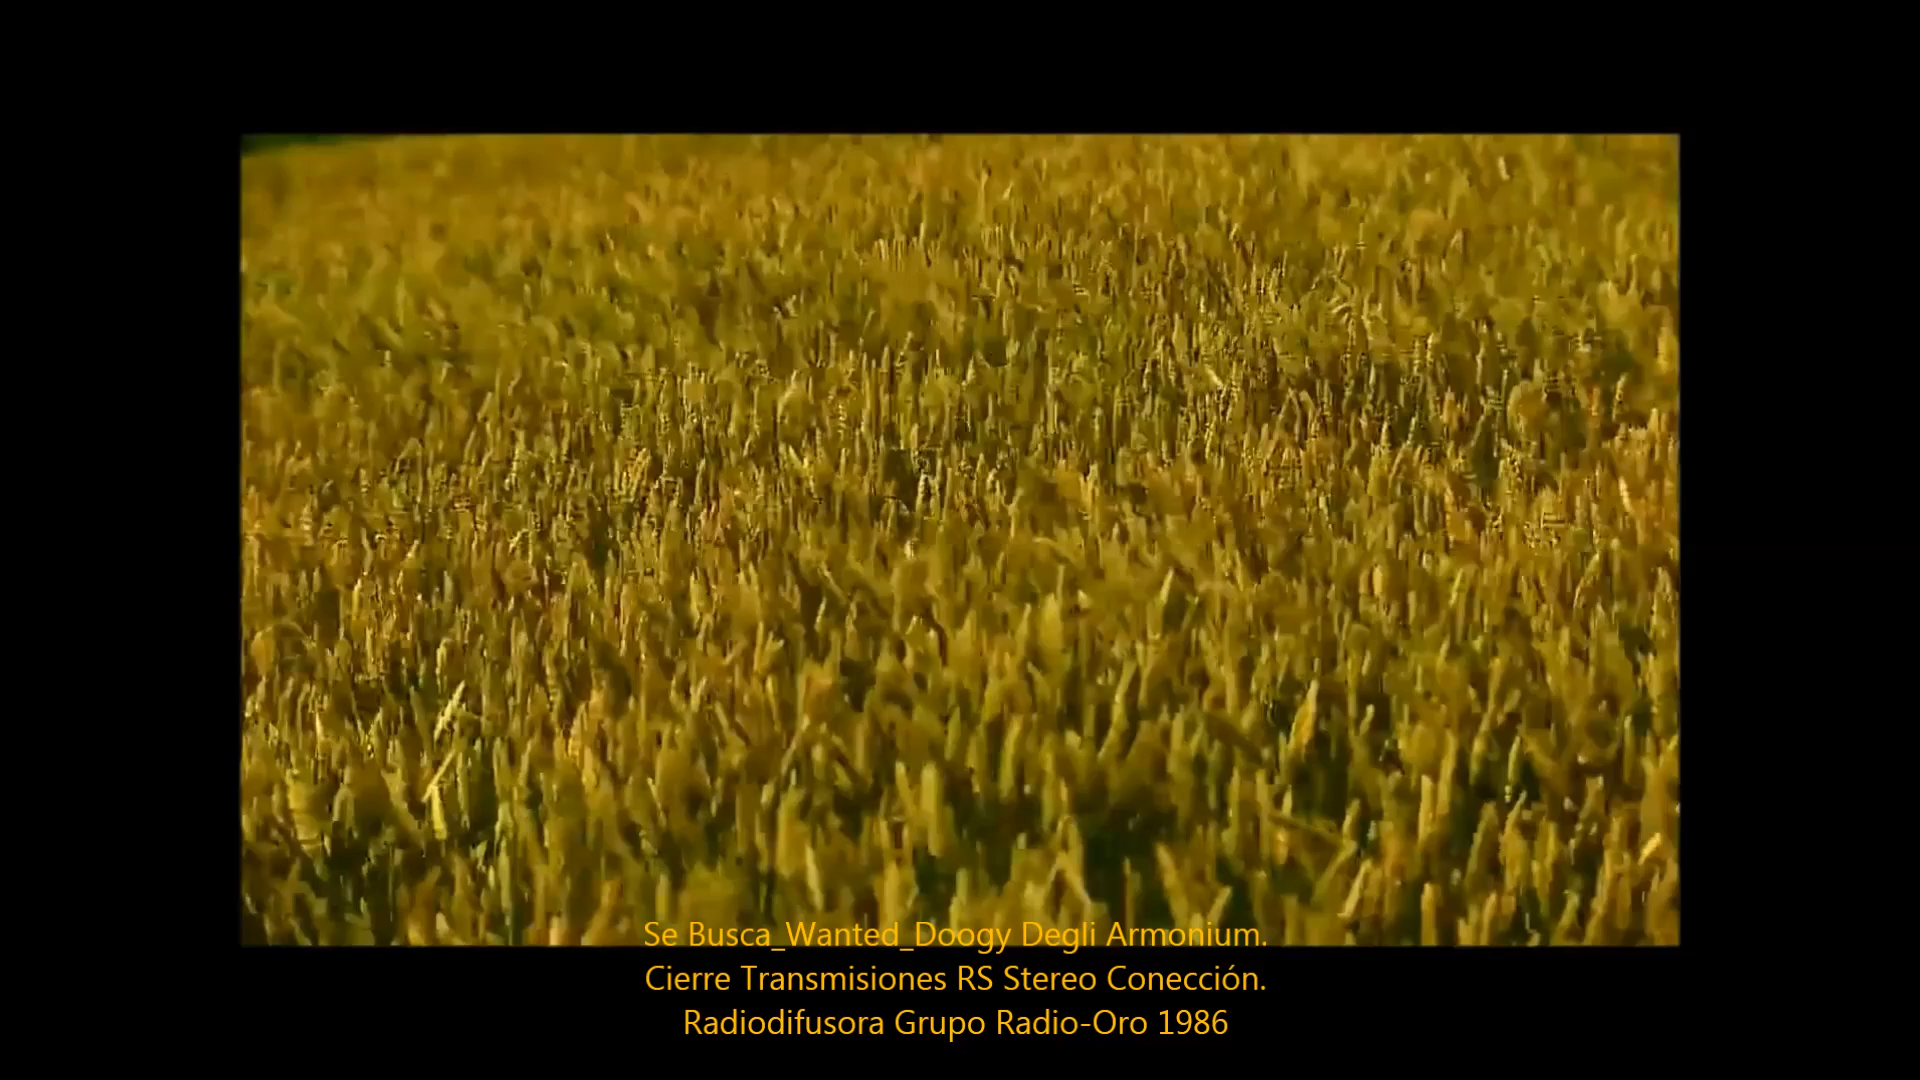 Se Busca_Wanted_Doogy Degli Armonium.
Cierre Transmisiones RS Stereo Conección.
Radiodifusora Grupo Radio-Oro 1986